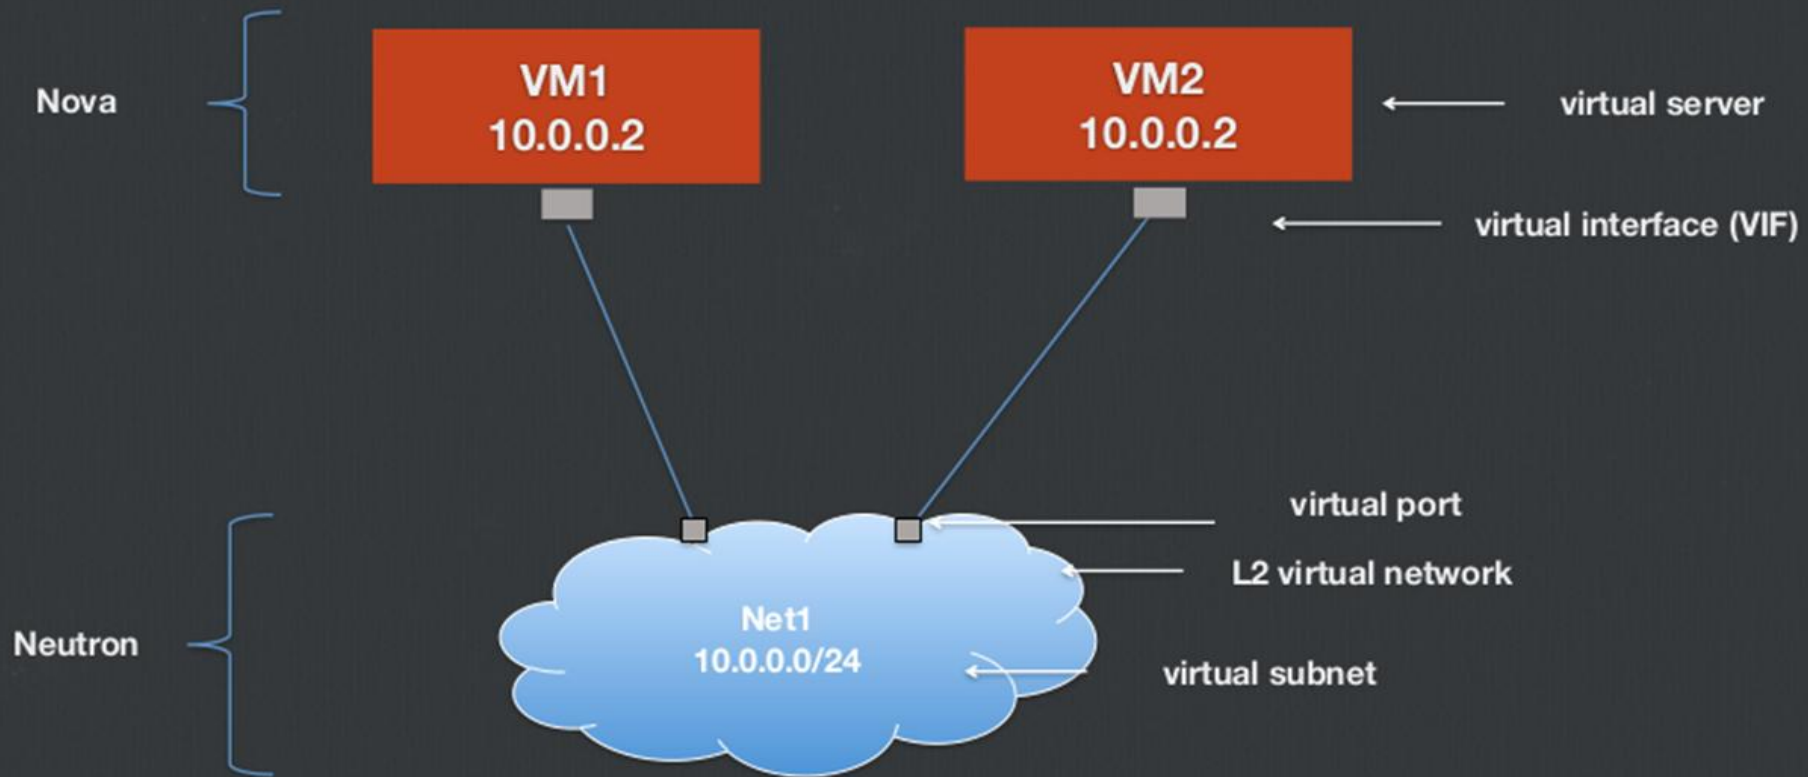 Nova
VM1
10.0.0.2
VM2
10.0.0.2
virtual server
virtual interface (VIF)
virtual port
L2 virtual network
Neutron
Net1
10.0.0.0/24
virtual subnet